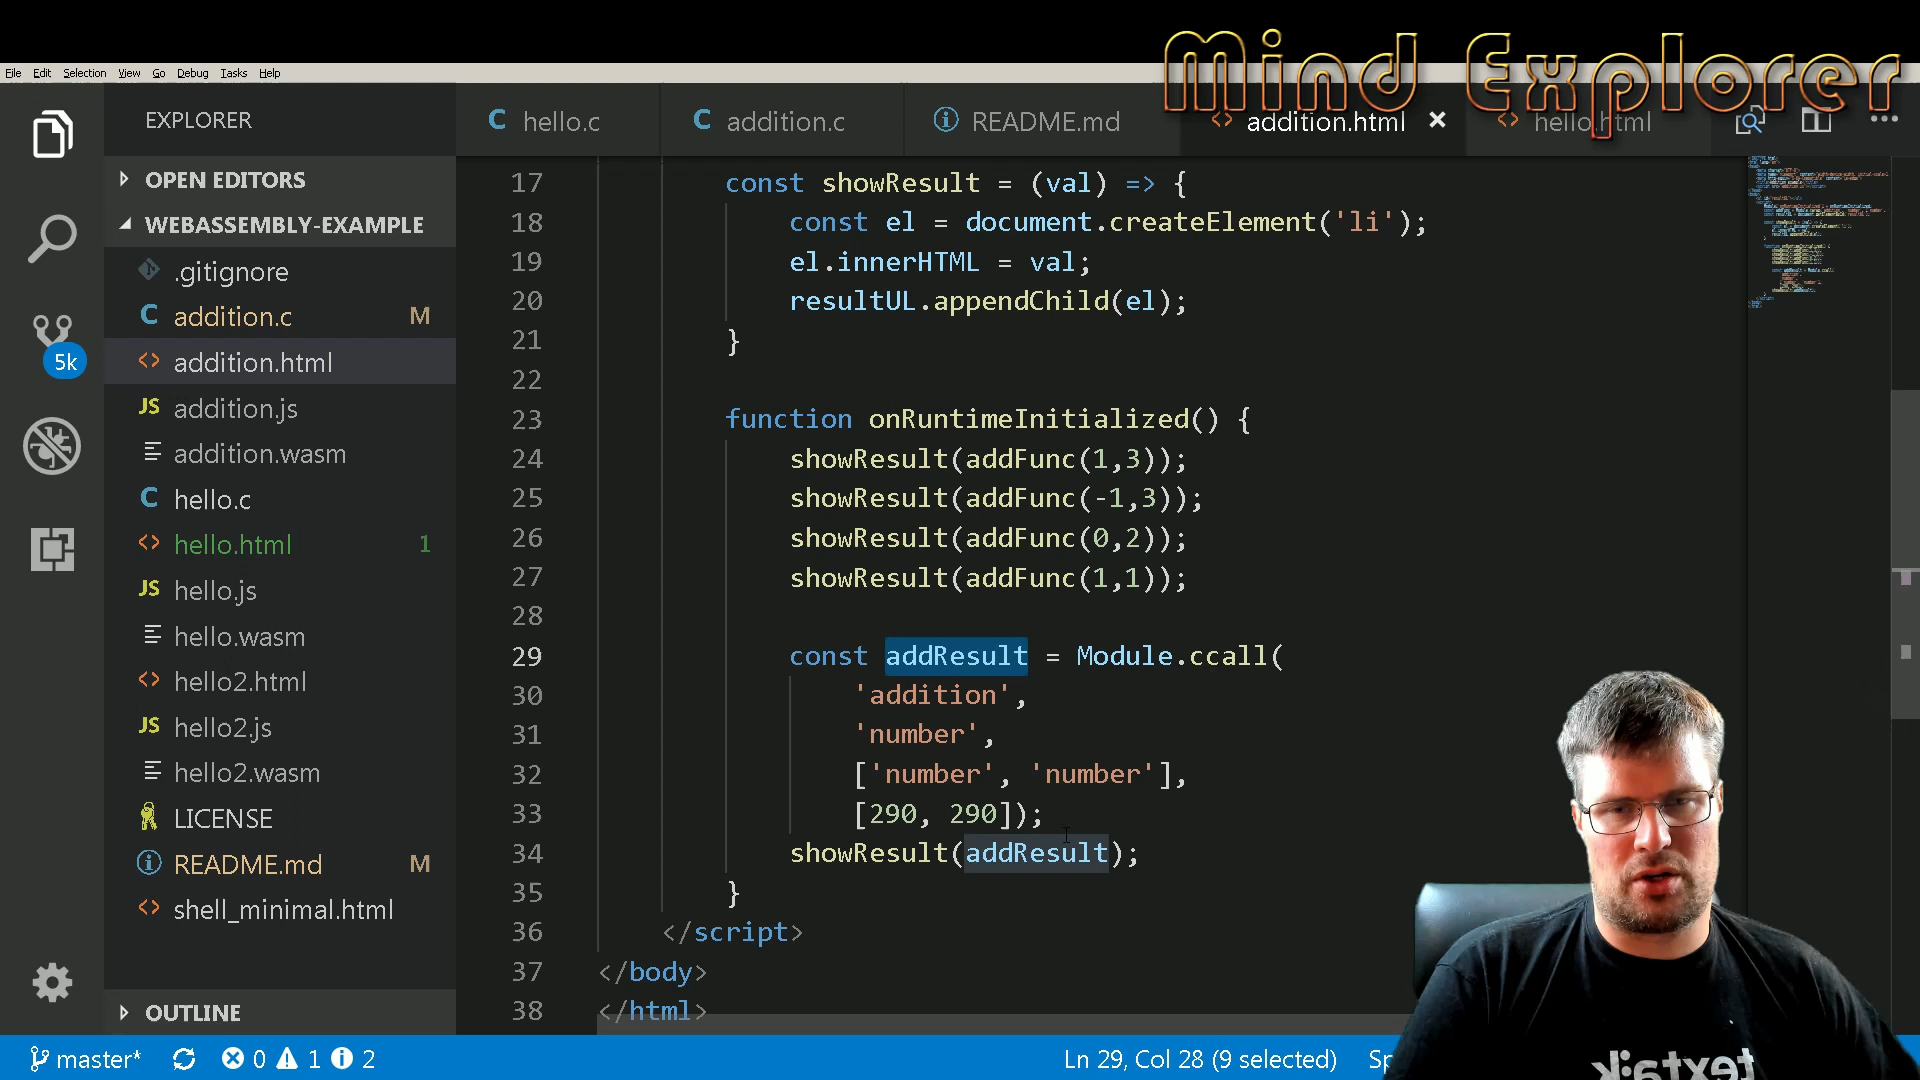 Mind Explorer
File Edit Selection View Go Debug Tasks Help
EXPLORER
OPEN EDITORS
WEBASSEMBLY-EXAMPLE
.gitignore
addition.c M
addition.html
addition.js
addition.wasm
hello.c
hello.html 1
hello.js
hello.wasm
hello2.html
hello2.js
hello2.wasm
LICENSE
README.md M
shell_minimal.html
OUTLINE
5k
hello.c addition.c README.md addition.html hello.html
17 const showResult = (val) => {
18 const el = document.createElement('li');
19 el.innerHTML = val;
20 resultUL.appendChild(el);
21 }
22
23 function onRuntimeInitialized() {
24 showResult(addFunc(1,3));
25 showResult(addFunc(-1,3));
26 showResult(addFunc(0,2));
27 showResult(addFunc(1,1));
28
29 const addResult = Module.ccall(
30 'addition',
31 'number',
32 ['number', 'number'],
33 [290, 290]);
34 showResult(addResult);
35 }
36 </script>
37 </body>
38 </html>
master* 0 1 2 Ln 29, Col 28 (9 selected) Sp
textalk